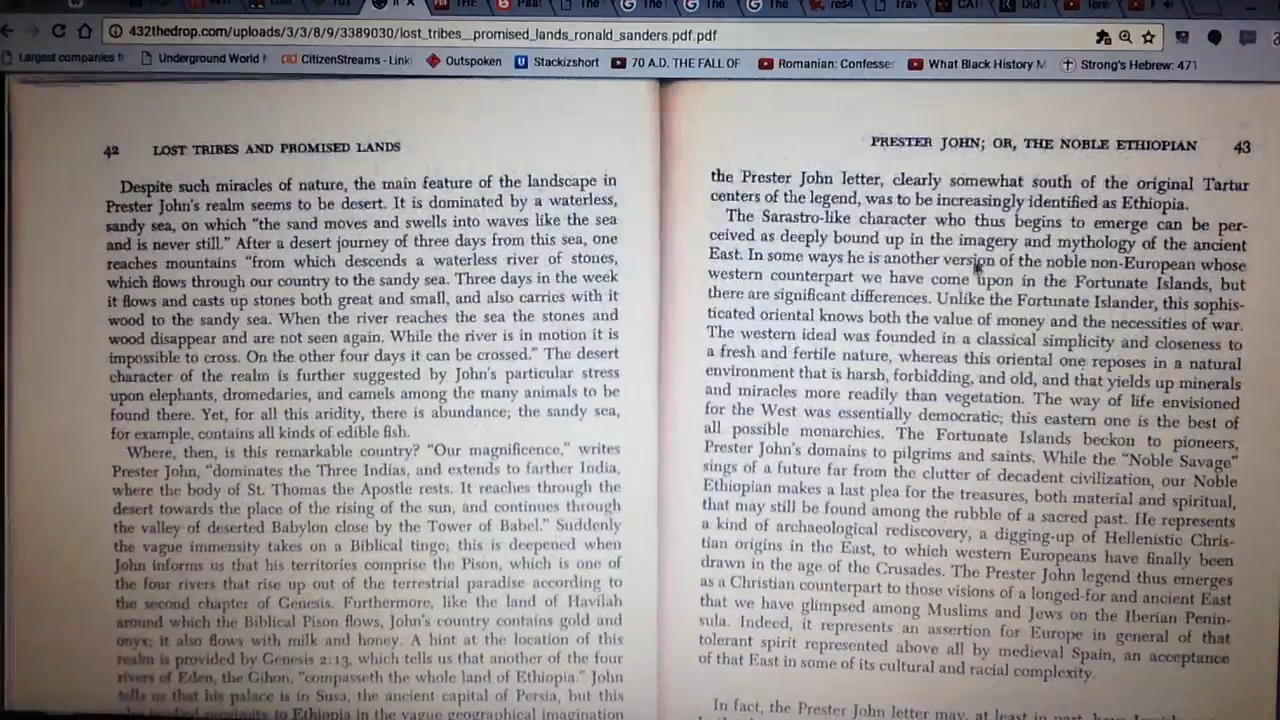 432thedrop.com/uploads/3/3/8/9/3389030/lost_tribes__promised_lands_ronald_sanders.pdf.pdf
Largest companies
Underground World
CitizenStreams - Link
Outspoken
Stackizshort
70 A.D. THE FALL OF
Romanian: Confesse
What Black History M
Strong's Hebrew: 471
42 LOST TRIBES AND PROMISED LANDS
Despite such miracles of nature, the main feature of the landscape in
Prester John's realm seems to be desert. It is dominated by a waterless,
sandy sea, on which "the sand moves and swells into waves like the sea
and is never still." After a desert journey of three days from this sea, one
reaches mountains "from which descends a waterless river of stones,
which flows through our country to the sandy sea. Three days in the week
it flows and casts up stones both great and small, and also carries with it
wood to the sandy sea. When the river reaches the sea the stones and
wood disappear and are not seen again. While the river is in motion it is
impossible to cross. On the other four days it can be crossed." The desert
character of the realm is further suggested by John's particular stress
upon elephants, dromedaries, and camels among the many animals to be
found there. Yet, for all this aridity, there is abundance; the sandy sea,
for example, contains all kinds of edible fish.
Where, then, is this remarkable country? "Our magnificence," writes
Prester John, "dominates the Three Indias, and extends to farther India,
where the body of St. Thomas the Apostle rests. It reaches through the
desert towards the place of the rising of the sun, and continues through
the valley of deserted Babylon close by the Tower of Babel." Suddenly
the vague immensity takes on a Biblical tinge; this is deepened when
John informs us that his territories comprise the Pison, which is one of
the four rivers that rise up out of the terrestrial paradise according to
the second chapter of Genesis. Furthermore, like the land of Havilah
around which the Biblical Pison flows, John's country contains gold and
onyx; it also flows with milk and honey. A hint at the location of this
realm is provided by Genesis 2:13, which tells us that another of the four
rivers of Eden, the Gihon, "compasseth the whole land of Ethiopia." John
tells us that his palace is in Susa, the ancient capital of Persia, but this
to Ethiopia in the vague geographical imagination
PRESTER JOHN; OR, THE NOBLE ETHIOPIAN 43
the Prester John letter, clearly somewhat south of the original Tartar
centers of the legend, was to be increasingly identified as Ethiopia.
The Sarastro-like character who thus begins to emerge can be per-
ceived as deeply bound up in the imagery and mythology of the ancient
East. In some ways he is another version of the noble non-European whose
western counterpart we have come upon in the Fortunate Islands, but
there are significant differences. Unlike the Fortunate Islander, this sophis-
ticated oriental knows both the value of money and the necessities of war.
The western ideal was founded in a classical simplicity and closeness to
a fresh and fertile nature, whereas this oriental one reposes in a natural
environment that is harsh, forbidding, and old, and that yields up minerals
and miracles more readily than vegetation. The way of life envisioned
for the West was essentially democratic; this eastern one is the best of
all possible monarchies. The Fortunate Islands beckon to pioneers,
Prester John's domains to pilgrims and saints. While the "Noble Savage"
sings of a future far from the clutter of decadent civilization, our Noble
Ethiopian makes a last plea for the treasures, both material and spiritual,
that may still be found among the rubble of a sacred past. He represents
a kind of archaeological rediscovery, a digging-up of Hellenistic Chris-
tian origins in the East, to which western Europeans have finally been
drawn in the age of the Crusades. The Prester John legend thus emerges
as a Christian counterpart to those visions of a longed-for and ancient East
that we have glimpsed among Muslims and Jews on the Iberian Penin-
sula. Indeed, it represents an assertion for Europe in general of that
tolerant spirit represented above all by medieval Spain, an acceptance
of that East in some of its cultural and racial complexity.
In fact, the Prester John letter may, at least in part, have